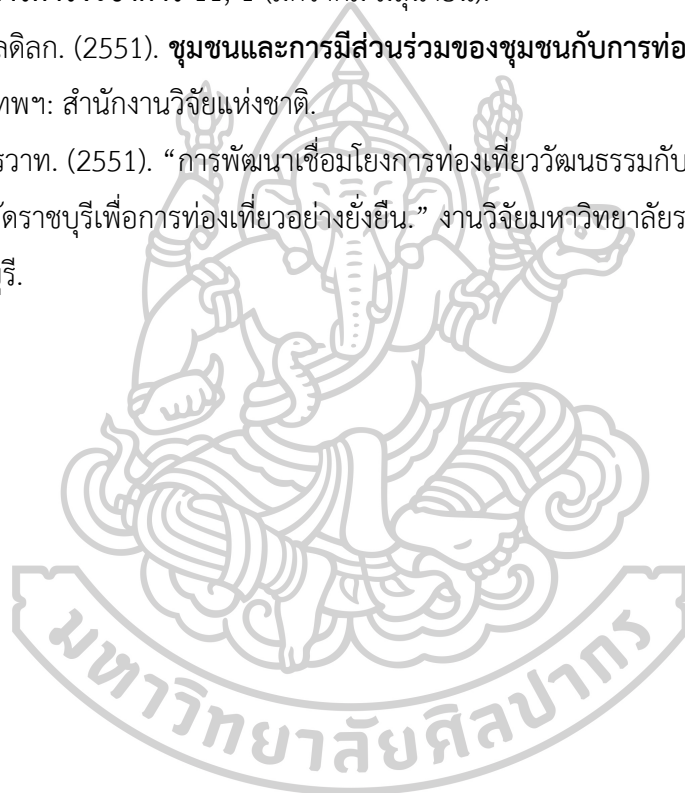 ลดิลก. (2551). ชุมชนและการมีส่วนร่วมของชุมชนกับการท่อ
ทพฯ: สำนักงานวิจัยแห่งชาติ.
รวาท. (2551). “การพัฒนาเชื่อมโยงการท่องเที่ยววัฒนธรรมกับ
วัดราชบุรีเพื่อการท่องเที่ยวอย่างยั่งยืน.” งานวิจัยมหาวิทยาลัยร
รี.
มหาวิทยาลัยศิลปากร